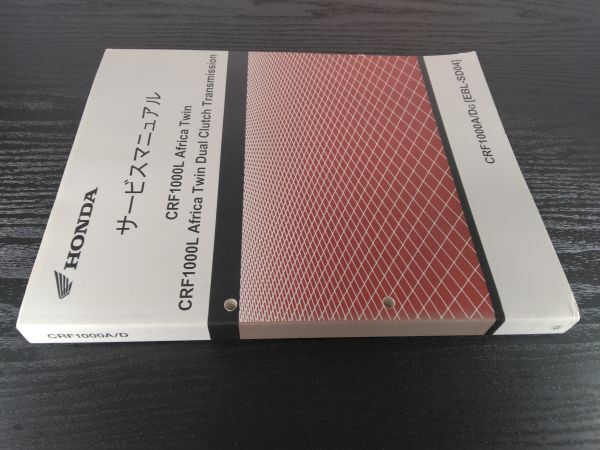 HONDA
サービスマニュアル
CRF1000L Africa Twin
CRF1000L Africa Twin Dual Clutch Transmission
CRF1000A/DG [EBL-SD04]
CRF1000A/D